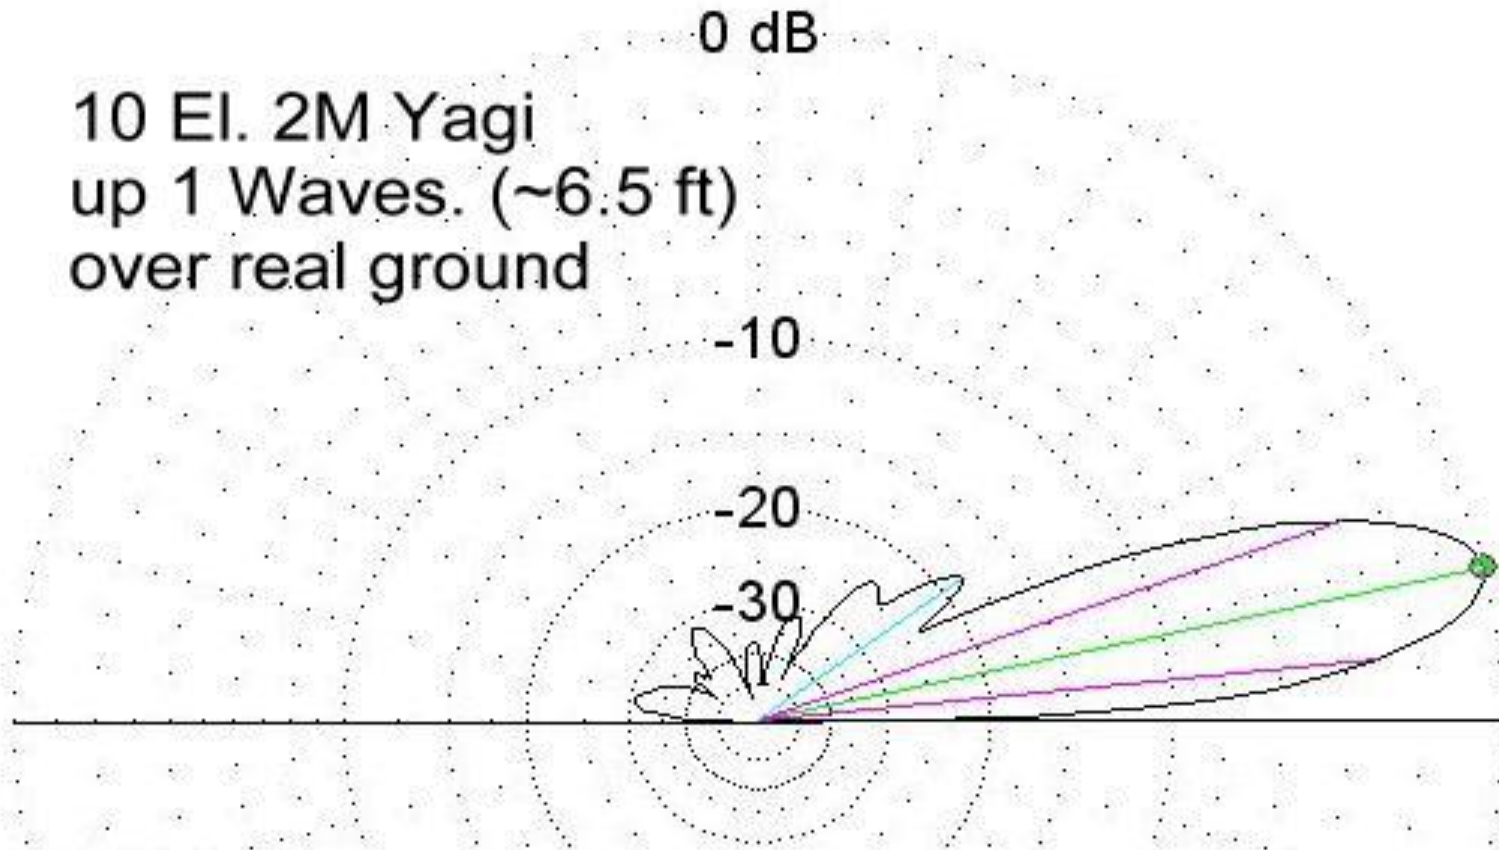 0 dB
10 El. 2M Yagi
up 1 Waves. (~6.5 ft)
over real ground
-10
-20
-30